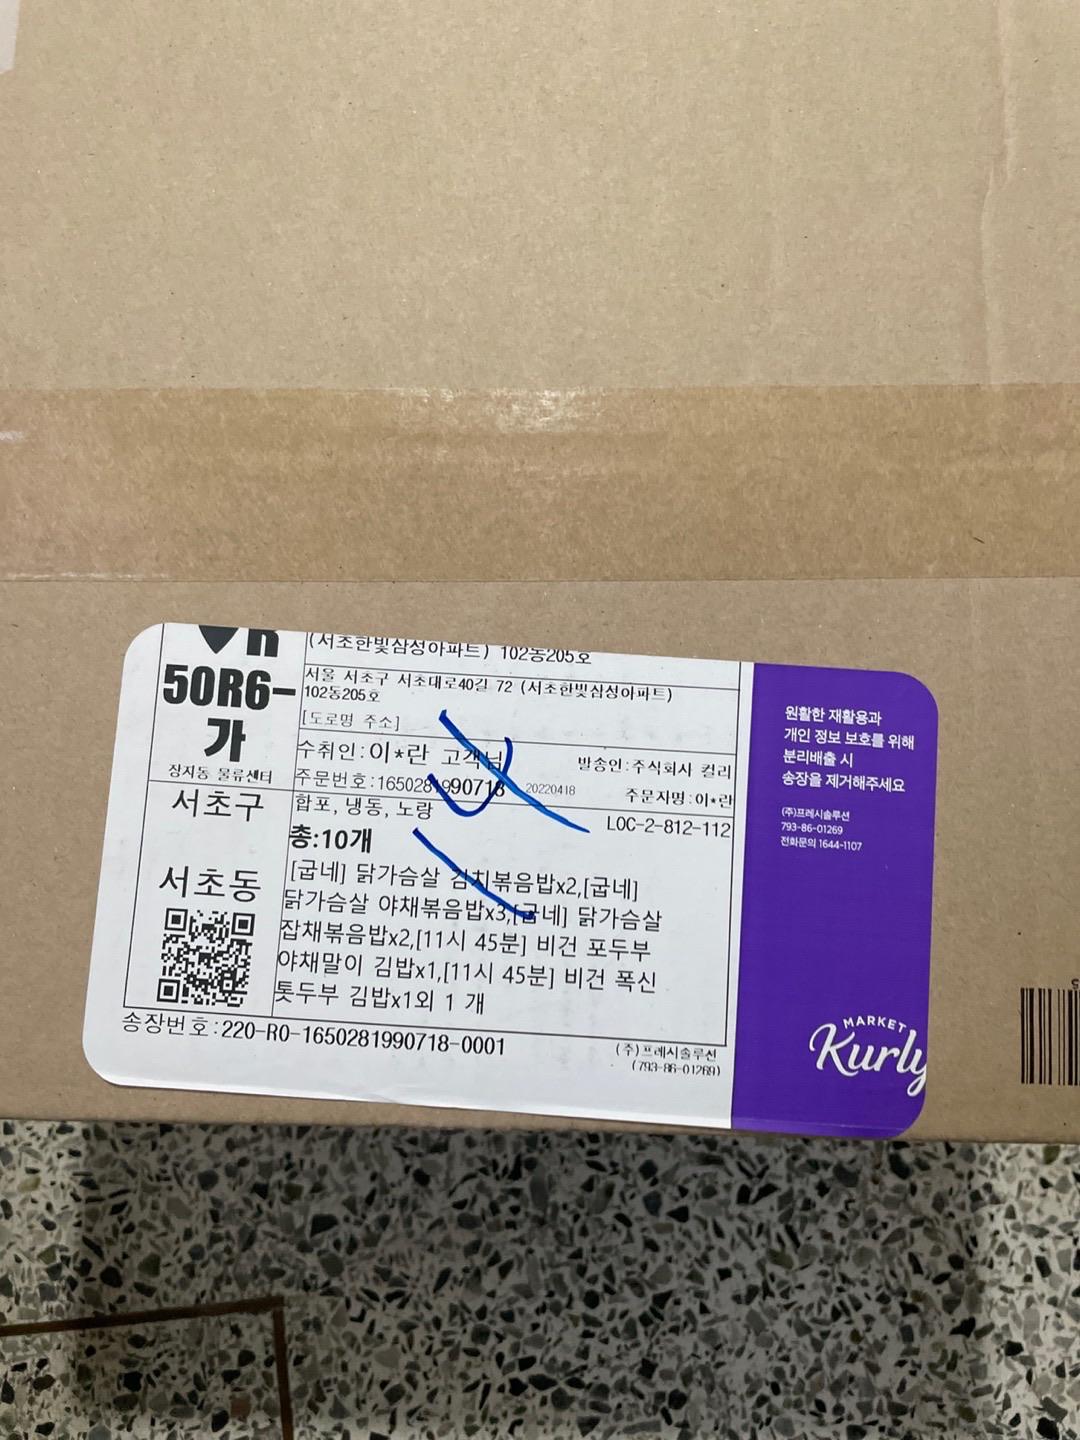 50R6-
가
장지동 물류센터
서초구
서초동
(서초한빛삼성아파트) 102동205호
서울 서초구 서초대로40길 72 (서초한빛삼성아파트)
102동205호
[도로명 주소]
수취인:이*란 고객님
발송인:주식회사 컬리
주문번호:1650281990718 20220418
주문자명:이*란
합포, 냉동, 노랑
LOC-2-812-112
총:10개
[굽네] 닭가슴살 김치볶음밥x2,[굽네]
닭가슴살 야채볶음밥x3,[굽네] 닭가슴살
잡채볶음밥x2,[11시 45분] 비건 포두부
야채말이 김밥x1,[11시 45분] 비건 폭신
톳두부 김밥x1외 1 개
송장번호:220-R0-1650281990718-0001
(주)프레시솔루션
(793-86-01269)
원활한 재활용과
개인 정보 보호를 위해
분리배출 시
송장을 제거해주세요
(주)프레시솔루션
793-86-01269
전화문의 1644-1107
MARKET
Kurly